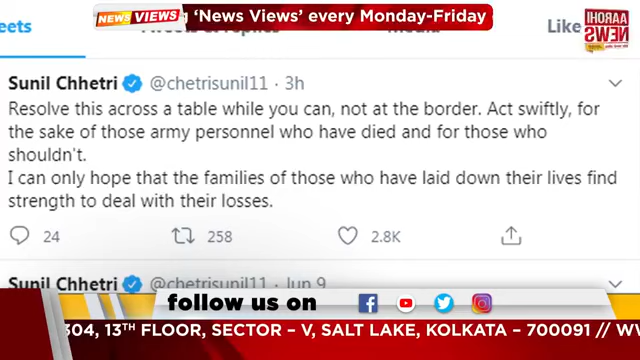 NEWS VIEWS 'News Views' every Monday-Friday
AAROHI
NEWS
Like
Sunil Chhetri @chetrisunil11 · 3h
Resolve this across a table while you can, not at the border. Act swiftly, for
the sake of those army personnel who have died and for those who
shouldn't.
I can only hope that the families of those who have laid down their lives find
strength to deal with their losses.
24 258 2.8K
Sunil Chhetri @chetrisunil11 · Jun 9
follow us on
304, 13TH FLOOR, SECTOR – V, SALT LAKE, KOLKATA – 700091 // WW